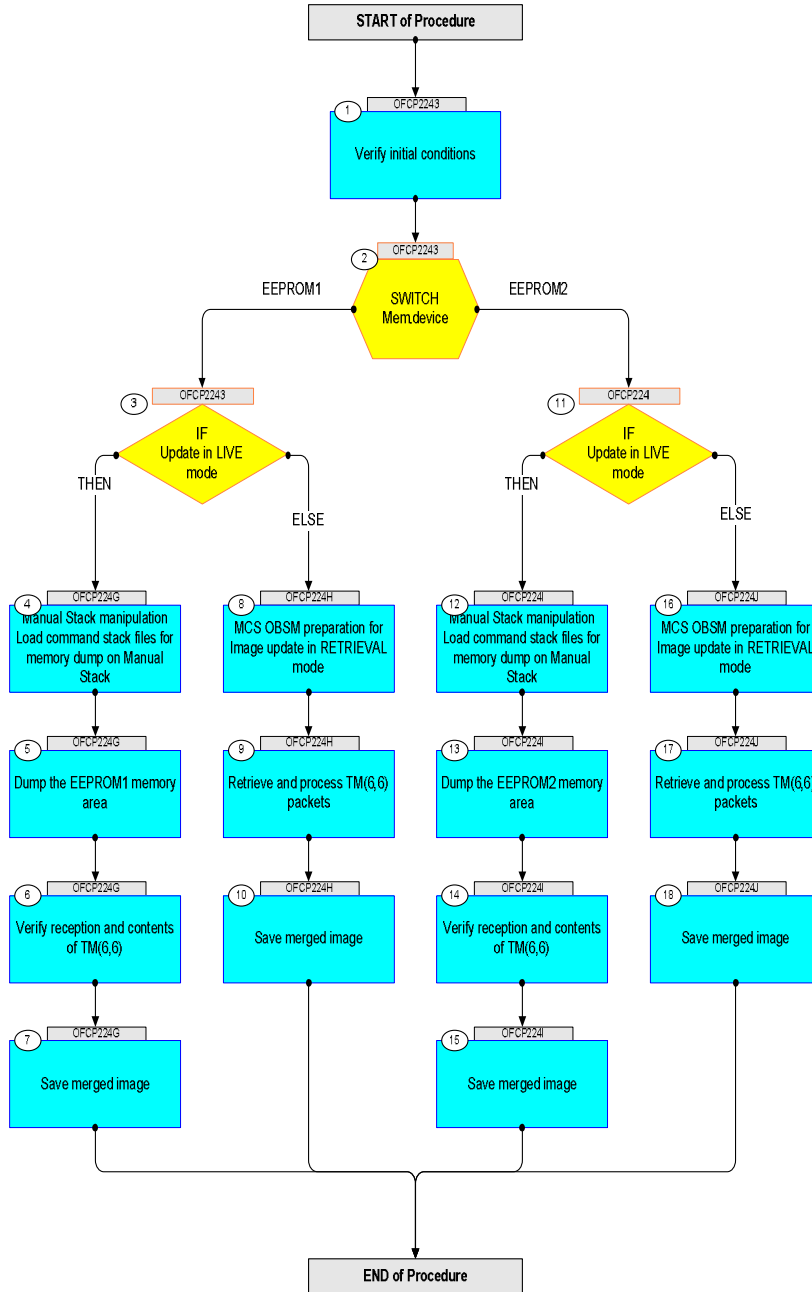 START of Procedure
OFCP2243
1
Verify initial conditions
OFCP2243
2
SWITCH
Mem.device
EEPROM1
EEPROM2
OFCP2243
3
IF
Update in LIVE
mode
THEN
ELSE
OFCP224I
11
IF
Update in LIVE
mode
THEN
ELSE
OFCP224G
4
Manual Stack manipulation
Load command stack files for
memory dump on Manual
Stack
OFCP224H
8
MCS OBSM preparation for
Image update in RETRIEVAL
mode
OFCP224I
12
Manual Stack manipulation
Load command stack files for
memory dump on Manual
Stack
OFCP224J
16
MCS OBSM preparation for
Image update in RETRIEVAL
mode
OFCP224G
5
Dump the EEPROM1 memory
area
OFCP224H
9
Retrieve and process TM(6,6)
packets
OFCP224I
13
Dump the EEPROM2 memory
area
OFCP224J
17
Retrieve and process TM(6,6)
packets
OFCP224G
6
Verify reception and contents
of TM(6,6)
OFCP224H
10
Save merged image
OFCP224I
14
Verify reception and contents
of TM(6,6)
OFCP224J
18
Save merged image
OFCP224G
7
Save merged image
OFCP224I
15
Save merged image
END of Procedure